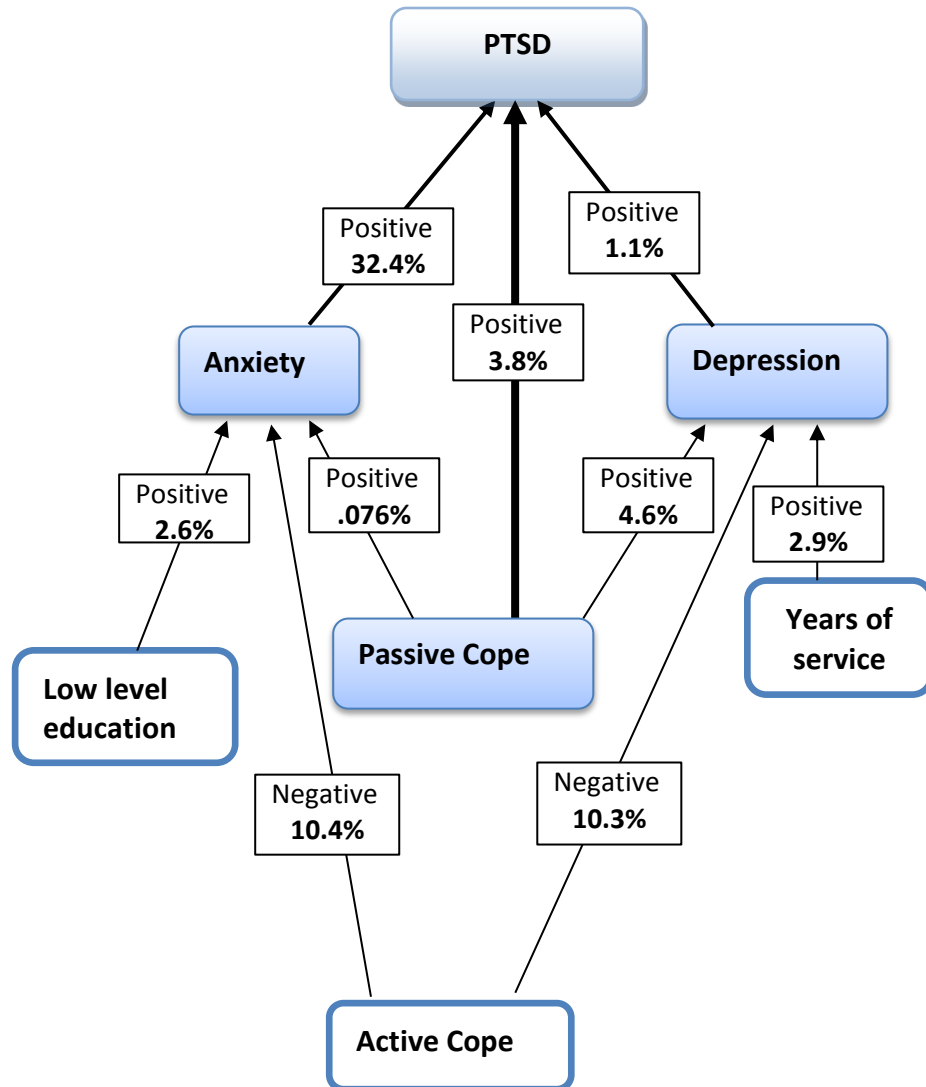 PTSD
Positive
32.4%
Positive
1.1%
Positive
3.8%
Anxiety
Depression
Positive
2.6%
Positive
.076%
Positive
4.6%
Positive
2.9%
Low level
education
Passive Cope
Years of
service
Negative
10.4%
Negative
10.3%
Active Cope